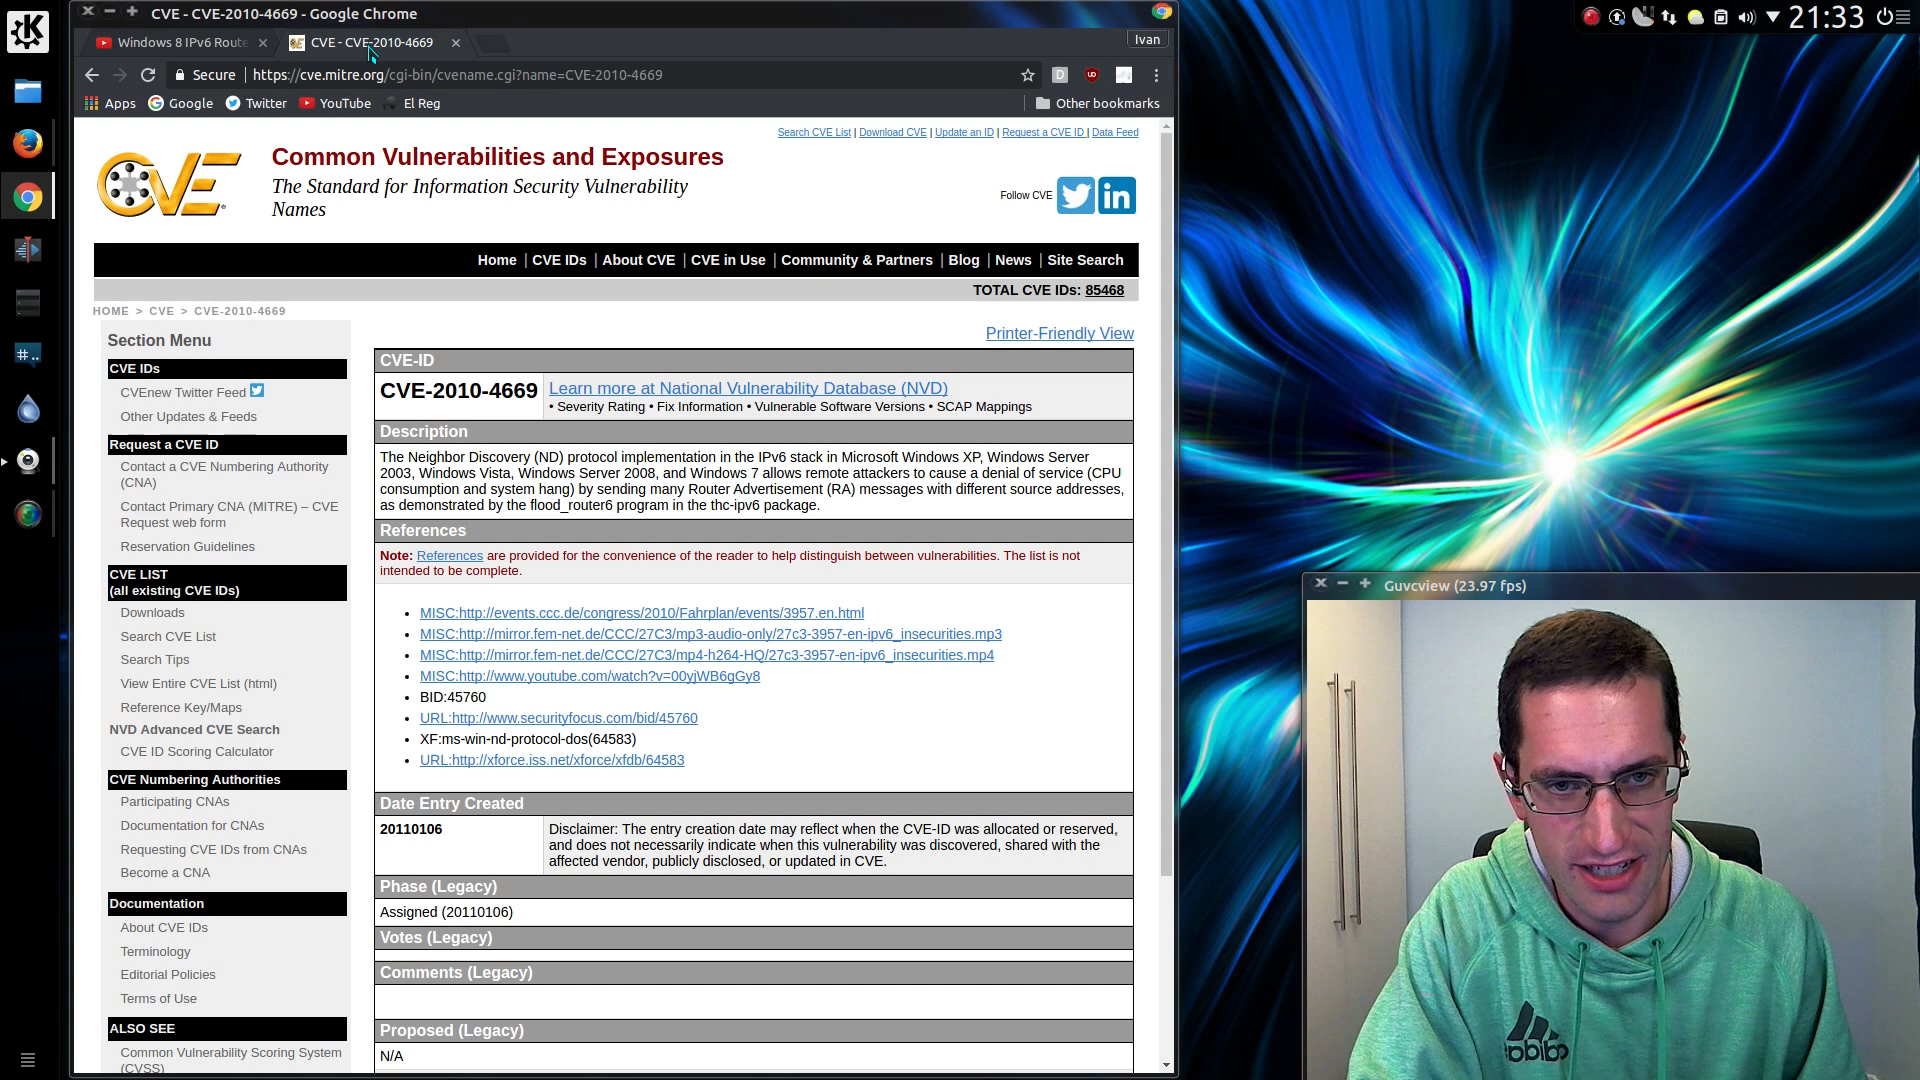 CVE - CVE-2010-4669 - Google Chrome
21:33
Windows 8 IPv6 Route
CVE - CVE-2010-4669
Ivan
Secure
https://cve.mitre.org/cgi-bin/cvename.cgi?name=CVE-2010-4669
Apps
Google
Twitter
YouTube
El Reg
Other bookmarks
Search CVE List | Download CVE | Update an ID | Request a CVE ID | Data Feed
CVE
Common Vulnerabilities and Exposures
The Standard for Information Security Vulnerability
Names
Follow CVE
Home | CVE IDs | About CVE | CVE in Use | Community & Partners | Blog | News | Site Search
TOTAL CVE IDs: 85468
HOME > CVE > CVE-2010-4669
Section Menu
CVE IDs
CVEnew Twitter Feed
Other Updates & Feeds
Request a CVE ID
Contact a CVE Numbering Authority
(CNA)
Contact Primary CNA (MITRE) – CVE
Request web form
Reservation Guidelines
CVE LIST
(all existing CVE IDs)
Downloads
Search CVE List
Search Tips
View Entire CVE List (html)
Reference Key/Maps
NVD Advanced CVE Search
CVE ID Scoring Calculator
CVE Numbering Authorities
Participating CNAs
Documentation for CNAs
Requesting CVE IDs from CNAs
Become a CNA
Documentation
About CVE IDs
Terminology
Editorial Policies
Terms of Use
ALSO SEE
Common Vulnerability Scoring System
(CVSS)
Printer-Friendly View
CVE-ID
CVE-2010-4669
Learn more at National Vulnerability Database (NVD)
• Severity Rating • Fix Information • Vulnerable Software Versions • SCAP Mappings
Description
The Neighbor Discovery (ND) protocol implementation in the IPv6 stack in Microsoft Windows XP, Windows Server
2003, Windows Vista, Windows Server 2008, and Windows 7 allows remote attackers to cause a denial of service (CPU
consumption and system hang) by sending many Router Advertisement (RA) messages with different source addresses,
as demonstrated by the flood_router6 program in the thc-ipv6 package.
References
Note: References are provided for the convenience of the reader to help distinguish between vulnerabilities. The list is not
intended to be complete.
• MISC:http://events.ccc.de/congress/2010/Fahrplan/events/3957.en.html
• MISC:http://mirror.fem-net.de/CCC/27C3/mp3-audio-only/27c3-3957-en-ipv6_insecurities.mp3
• MISC:http://mirror.fem-net.de/CCC/27C3/mp4-h264-HQ/27c3-3957-en-ipv6_insecurities.mp4
• MISC:http://www.youtube.com/watch?v=00yjWB6gGy8
• BID:45760
• URL:http://www.securityfocus.com/bid/45760
• XF:ms-win-nd-protocol-dos(64583)
• URL:http://xforce.iss.net/xforce/xfdb/64583
Date Entry Created
20110106
Disclaimer: The entry creation date may reflect when the CVE-ID was allocated or reserved,
and does not necessarily indicate when this vulnerability was discovered, shared with the
affected vendor, publicly disclosed, or updated in CVE.
Phase (Legacy)
Assigned (20110106)
Votes (Legacy)
Comments (Legacy)
Proposed (Legacy)
N/A
Guvcview (23.97 fps)
adidas